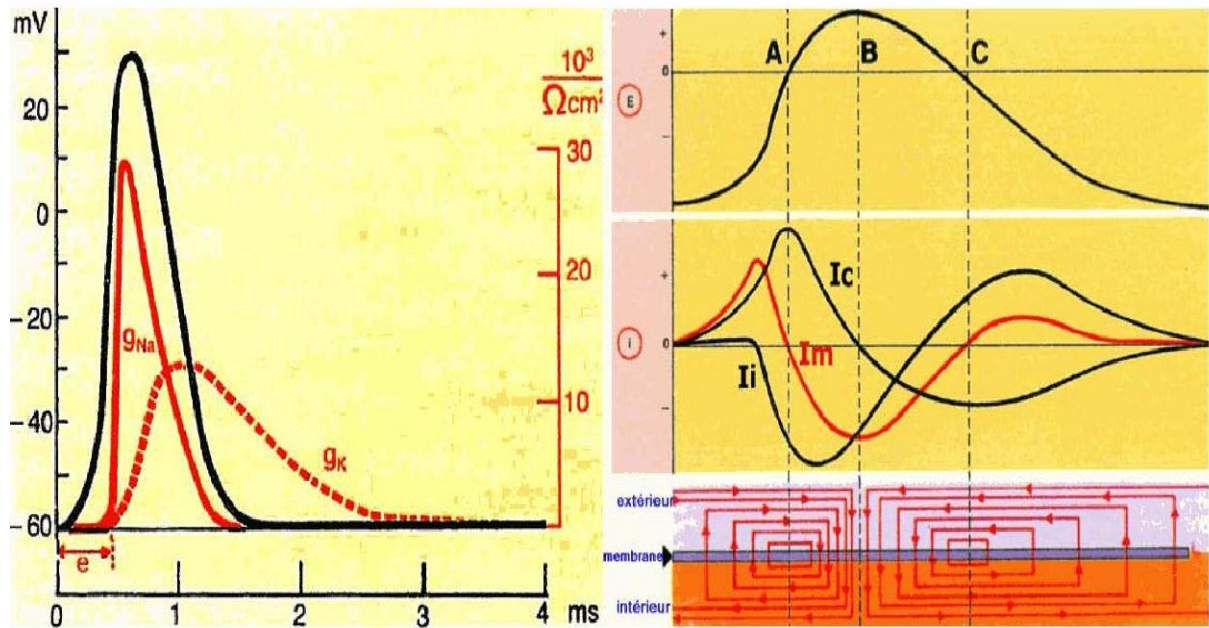 mV
20
0
-20
-40
-60
gNa
gK
e
10³
Ωcm²
30
20
10
0
1
2
3
4
ms
E
+
0
-
A
B
C
i
+
0
-
Ic
Im
Ii
extérieur
membrane
intérieur